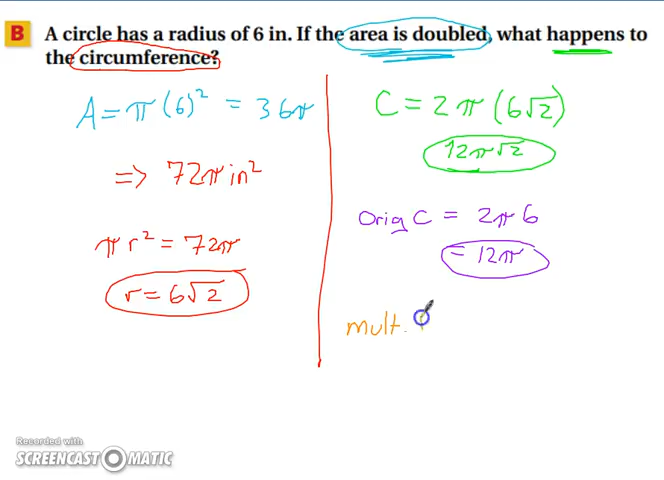 B A circle has a radius of 6 in. If the area is doubled, what happens to
the circumference?
A = π (6)² = 36π
⇒ 72π in²
π r² = 72π
r = 6√2
C = 2π (6√2)
12π√2
orig C = 2π 6
= 12π
mult.
Recorded with
SCREENCAST-O-MATIC